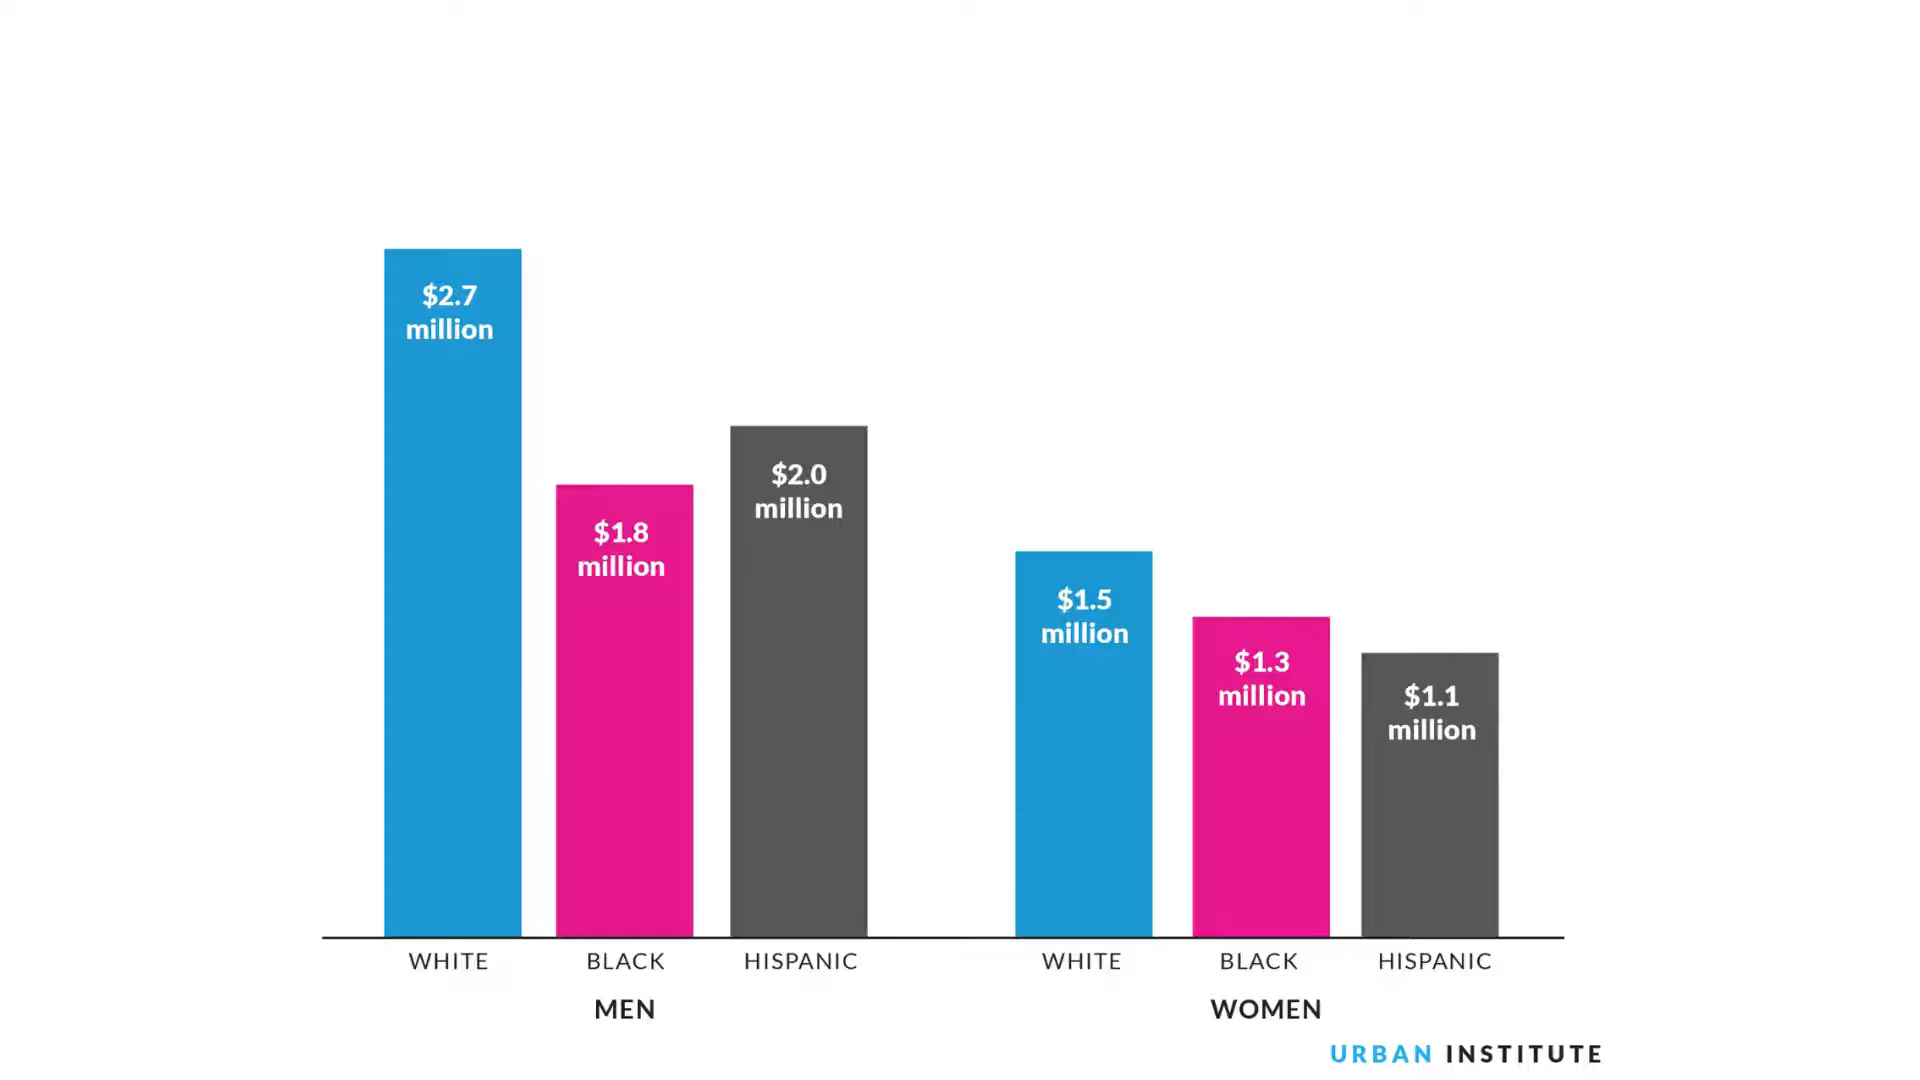 $2.7
million
$1.8
million
$2.0
million
$1.5
million
$1.3
million
$1.1
million
WHITE
BLACK
HISPANIC
WHITE
BLACK
HISPANIC
MEN
WOMEN
URBAN INSTITUTE